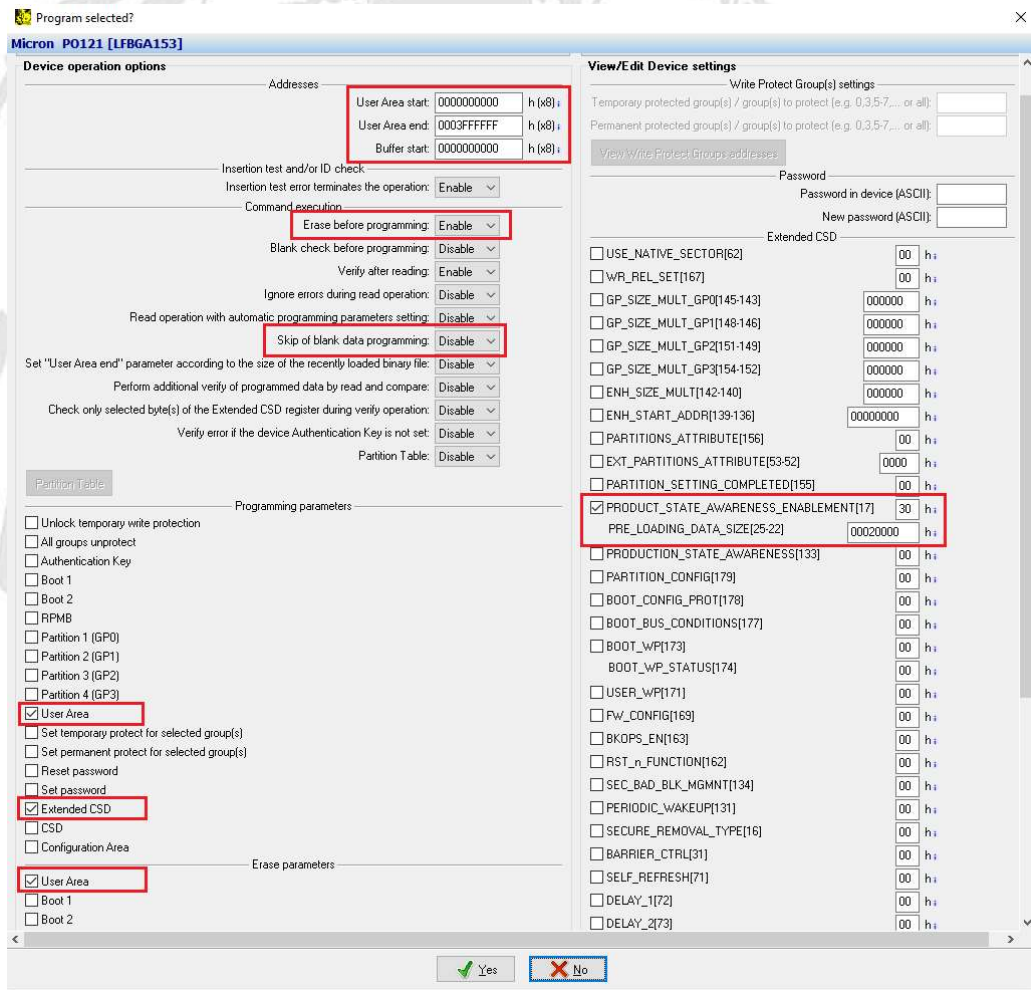 Program selected?
Micron P0121 [LFBGA153]
Device operation options
Addresses
User Area start: 0000000000 h (x8)
User Area end: 0003FFFFFF h (x8)
Buffer start: 0000000000 h (x8)
Insertion test and/or ID check
Insertion test error terminates the operation: Enable
Command execution
Erase before programming: Enable
Blank check before programming: Disable
Verify after reading: Enable
Ignore errors during read operation: Disable
Read operation with automatic programming parameters setting: Disable
Skip of blank data programming: Disable
Set "User Area end" parameter according to the size of the recently loaded binary file: Disable
Perform additional verify of programmed data by read and compare: Disable
Check only selected byte(s) of the Extended CSD register during verify operation: Disable
Verify error if the device Authentication Key is not set: Disable
Partition Table: Disable
Partition Table
Programming parameters
Unlock temporary write protection
All groups unprotect
Authentication Key
Boot 1
Boot 2
RPMB
Partition 1 (GP0)
Partition 2 (GP1)
Partition 3 (GP2)
Partition 4 (GP3)
User Area
Set temporary protect for selected group(s)
Set permanent protect for selected group(s)
Reset password
Set password
Extended CSD
CSD
Configuration Area
Erase parameters
User Area
Boot 1
Boot 2
View/Edit Device settings
Write Protect Group(s) settings
Temporary protected group(s) / group(s) to protect (e.g. 0,3,5-7,... or all):
Permanent protected group(s) / group(s) to protect (e.g. 0,3,5-7,... or all):
View Write Protect Groups addresses
Password
Password in device (ASCII):
New password (ASCII):
Extended CSD
USE_NATIVE_SECTOR[62] 00 h
WR_REL_SET[167] 00 h
GP_SIZE_MULT_GP0[145-143] 000000 h
GP_SIZE_MULT_GP1[148-146] 000000 h
GP_SIZE_MULT_GP2[151-149] 000000 h
GP_SIZE_MULT_GP3[154-152] 000000 h
ENH_SIZE_MULT[142-140] 000000 h
ENH_START_ADDR[139-136] 00000000 h
PARTITIONS_ATTRIBUTE[156] 00 h
EXT_PARTITIONS_ATTRIBUTE[53-52] 0000 h
PARTITION_SETTING_COMPLETED[155] 00 h
PRODUCT_STATE_AWARENESS_ENABLEMENT[17] 30 h
PRE_LOADING_DATA_SIZE[25-22] 00020000 h
PRODUCTION_STATE_AWARENESS[133] 00 h
PARTITION_CONFIG[179] 00 h
BOOT_CONFIG_PROT[178] 00 h
BOOT_BUS_CONDITIONS[177] 00 h
BOOT_WP[173] 00 h
BOOT_WP_STATUS[174] 00 h
USER_WP[171] 00 h
FW_CONFIG[169] 00 h
BKOPS_EN[163] 00 h
RST_n_FUNCTION[162] 00 h
SEC_BAD_BLK_MGMNT[134] 00 h
PERIODIC_WAKEUP[131] 00 h
SECURE_REMOVAL_TYPE[16] 00 h
BARRIER_CTRL[31] 00 h
SELF_REFRESH[71] 00 h
DELAY_1[72] 00 h
DELAY_2[73] 00 h
Yes
No